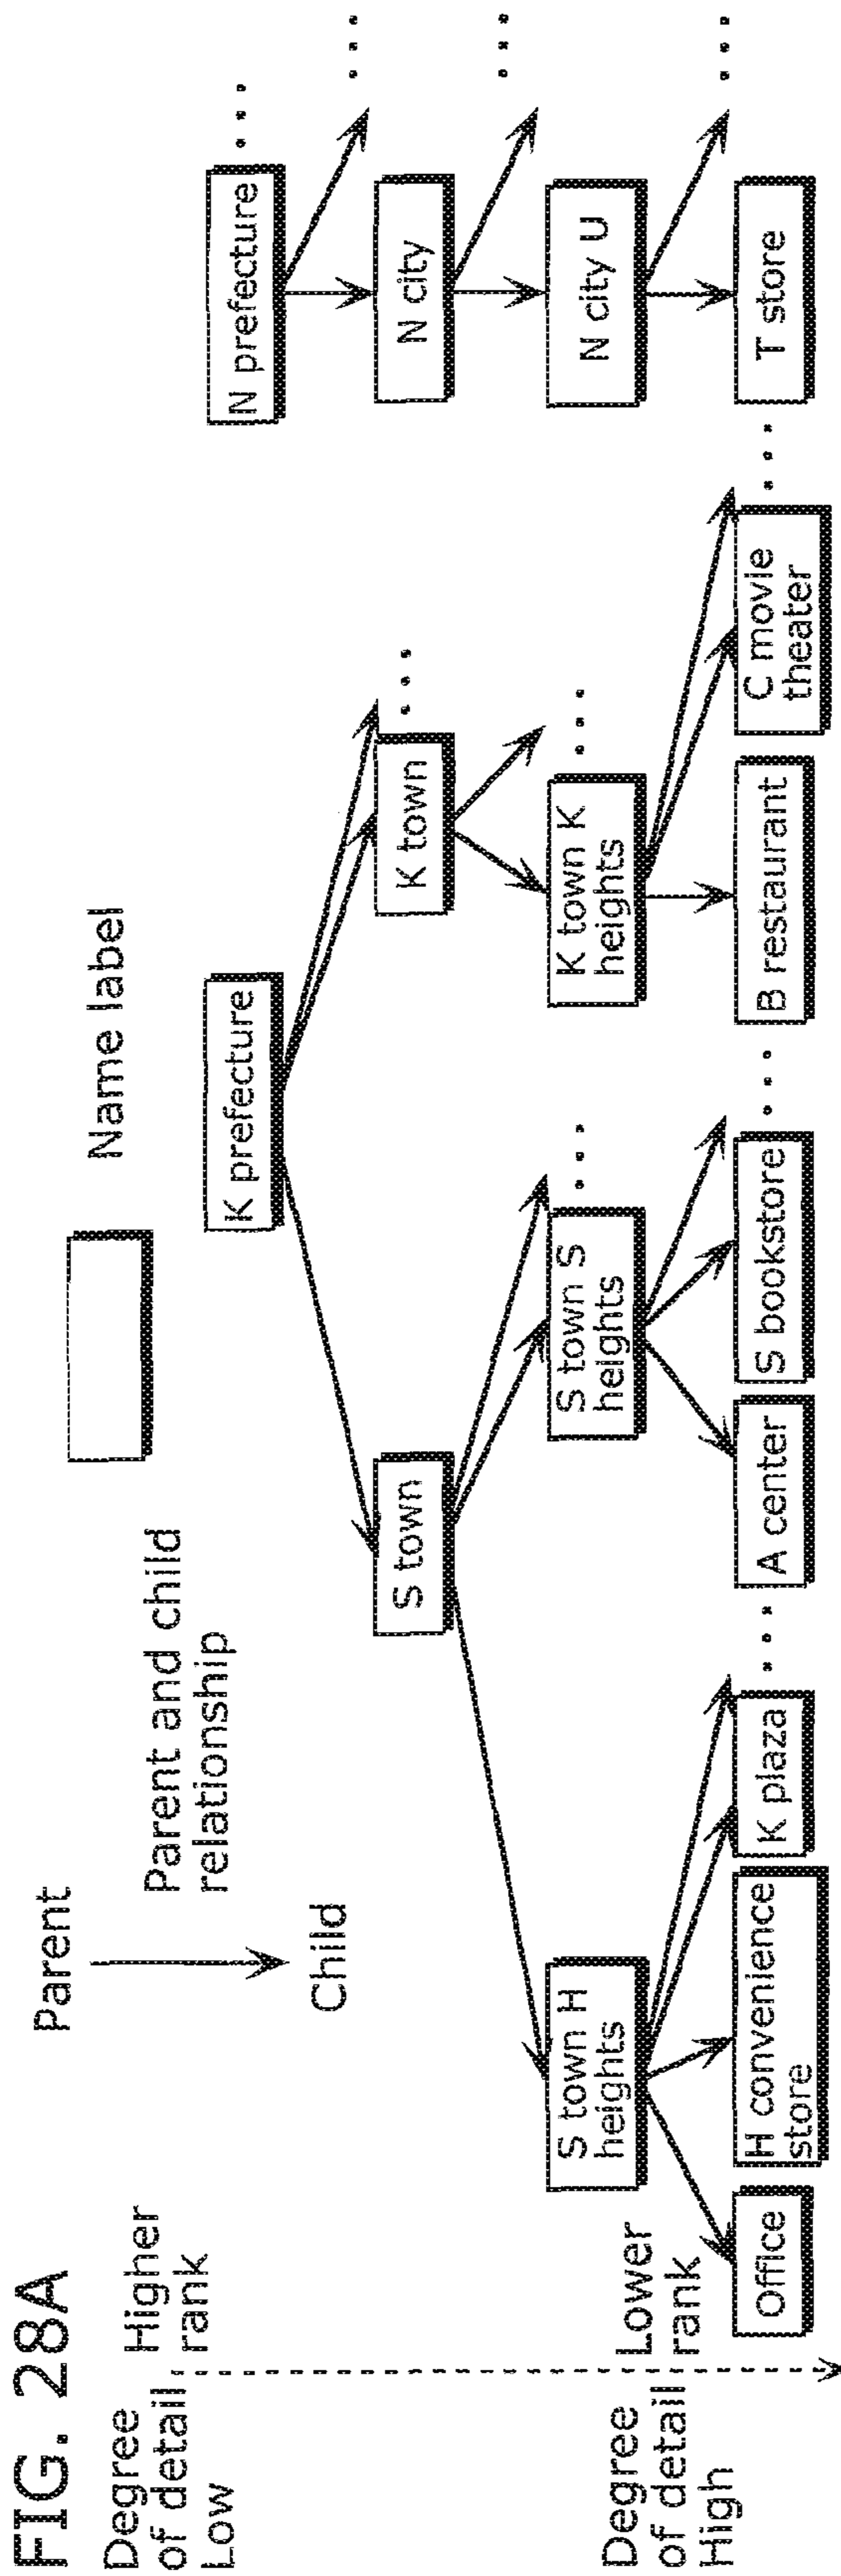 FIG. 28A
Degree
of detail
Low
Higher
rank
Parent
Parent and child
relationship
Child
Name label
K prefecture
N prefecture
. . .
S town
K town
. . .
N city
. . .
S town H
heights
S town S
heights
. . .
K town K
heights
. . .
N city U
. . .
Degree
of detail
High
Lower
rank
Office
H convenience
store
K plaza
. . .
A center
S bookstore
. . .
B restaurant
C movie
theater
. . .
T store
. . .